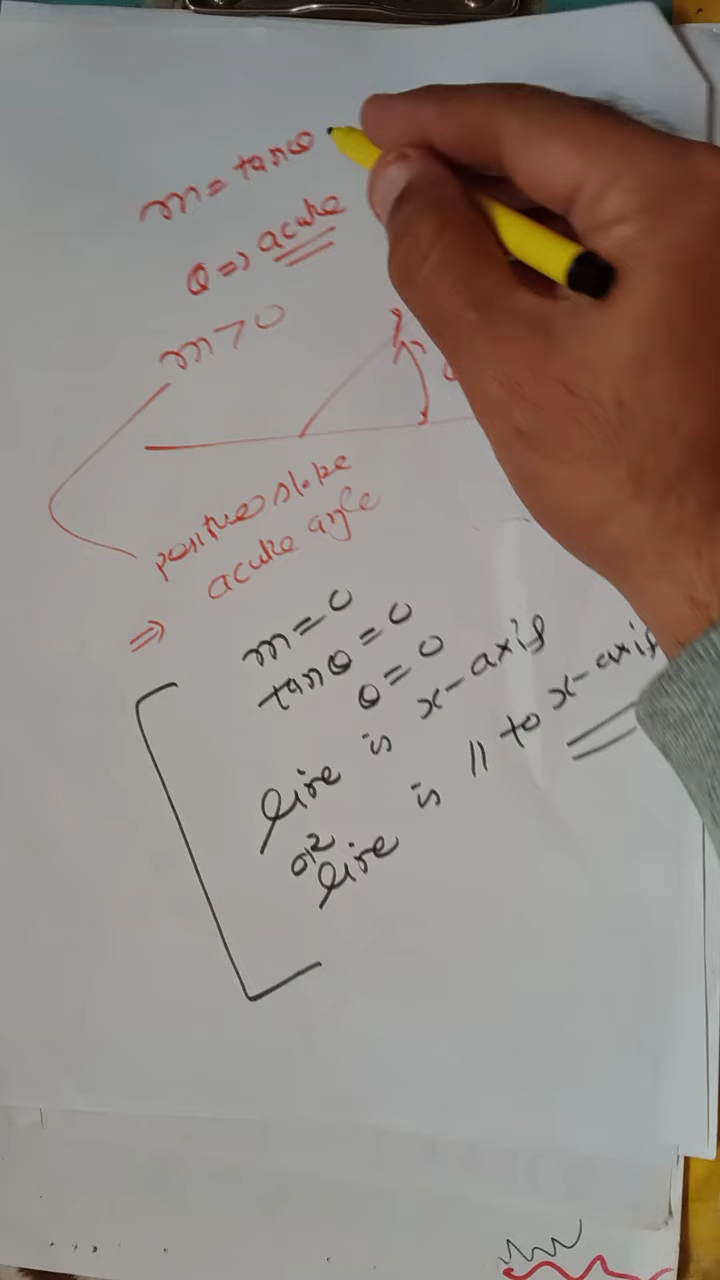 m = tanθ
θ => acute
m > 0
positive slope
acute angle
=>
m = 0
tanθ = 0
θ = 0
line is x-axis
or
line is || to x-axis